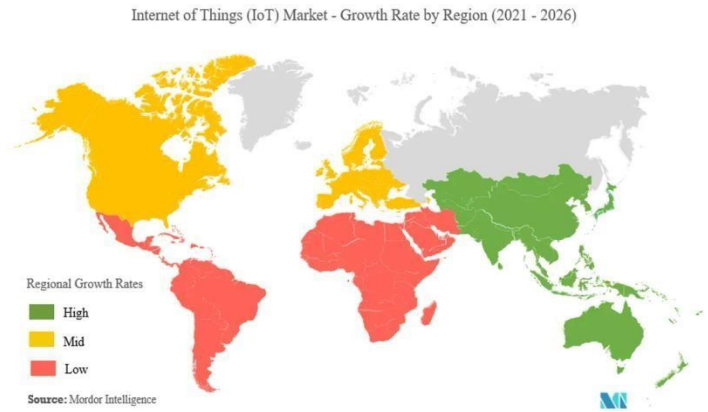 Internet of Things (IoT) Market - Growth Rate by Region (2021 - 2026)
Regional Growth Rates
High
Mid
Low
Source: Mordor Intelligence